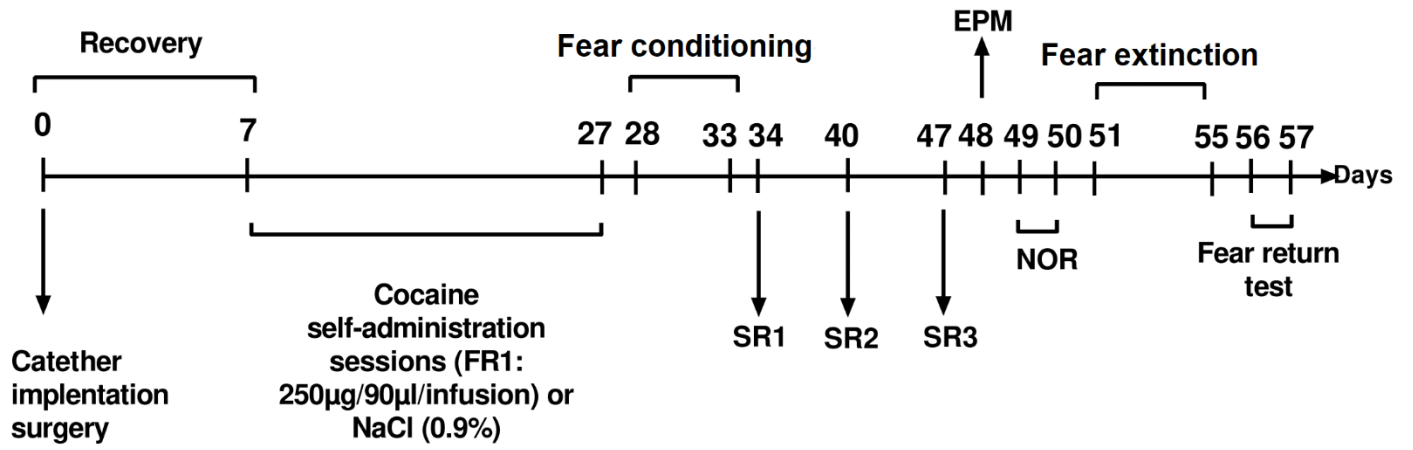 EPM
Recovery
Fear conditioning
Fear extinction
0 7 27 28 33 34 40 47 48 49 50 51 55 56 57
Days
NOR
Fear return
test
Cocaine
self-administration
sessions (FR1:
250µg/90µl/infusion) or
NaCl (0.9%)
SR1 SR2 SR3
Catether
implentation
surgery